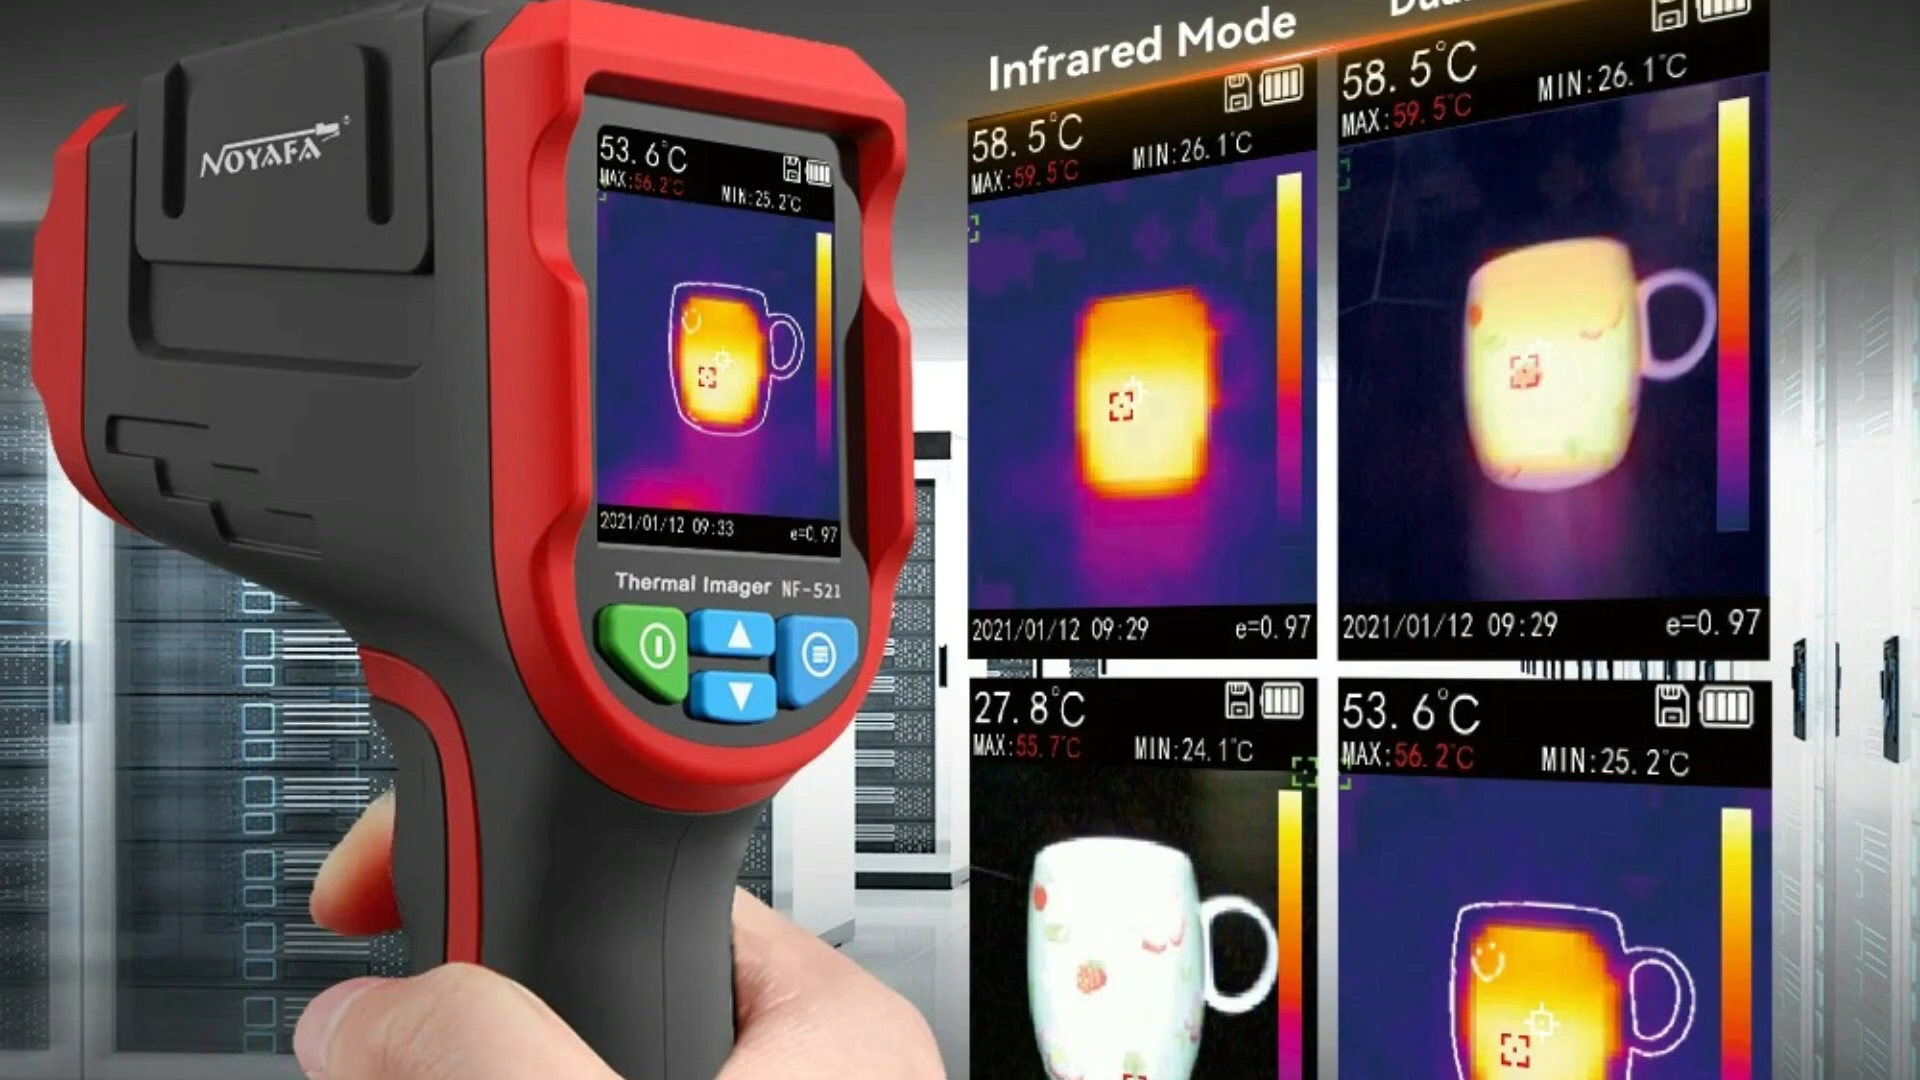 NOYAFA
53.6℃
MAX:56.2℃
MIN:25.2℃
2021/01/12 09:33
e=0.97
Thermal Imager NF-521
Infrared Mode
58.5℃
MAX:59.5℃
MIN:26.1℃
2021/01/12 09:29
e=0.97
58.5℃
MAX:59.5℃
MIN:26.1℃
2021/01/12 09:29
e=0.97
27.8℃
MAX:55.7℃
MIN:24.1℃
53.6℃
MAX:56.2℃
MIN:25.2℃